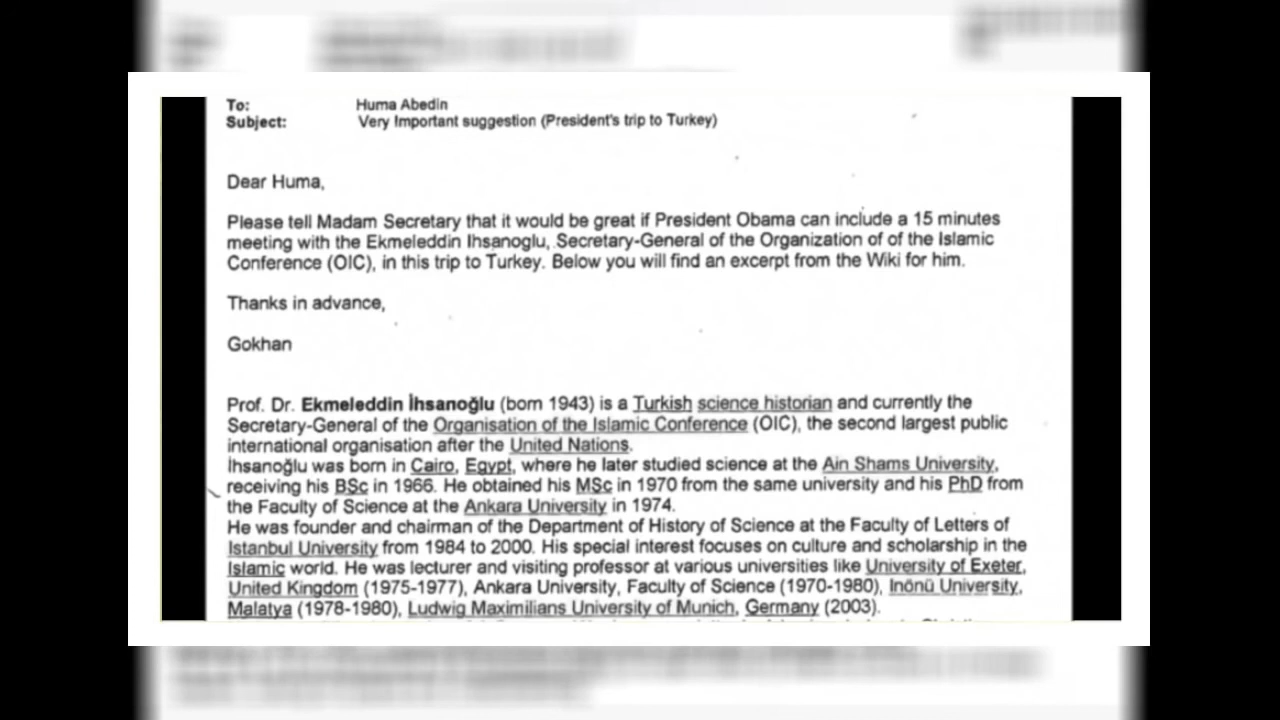 To: Huma Abedin
Subject: Very Important suggestion (President's trip to Turkey)
Dear Huma,
Please tell Madam Secretary that it would be great if President Obama can include a 15 minutes
meeting with the Ekmeleddin Ihsanoglu, Secretary-General of the Organization of of the Islamic
Conference (OIC), in this trip to Turkey. Below you will find an excerpt from the Wiki for him.
Thanks in advance,
Gokhan
Prof. Dr. Ekmeleddin İhsanoğlu (born 1943) is a Turkish science historian and currently the
Secretary-General of the Organisation of the Islamic Conference (OIC), the second largest public
international organisation after the United Nations.
İhsanoğlu was born in Cairo, Egypt, where he later studied science at the Ain Shams University,
receiving his BSc in 1966. He obtained his MSc in 1970 from the same university and his PhD from
the Faculty of Science at the Ankara University in 1974.
He was founder and chairman of the Department of History of Science at the Faculty of Letters of
Istanbul University from 1984 to 2000. His special interest focuses on culture and scholarship in the
Islamic world. He was lecturer and visiting professor at various universities like University of Exeter,
United Kingdom (1975-1977), Ankara University, Faculty of Science (1970-1980), Inönü University,
Malatya (1978-1980), Ludwig Maximilians University of Munich, Germany (2003).